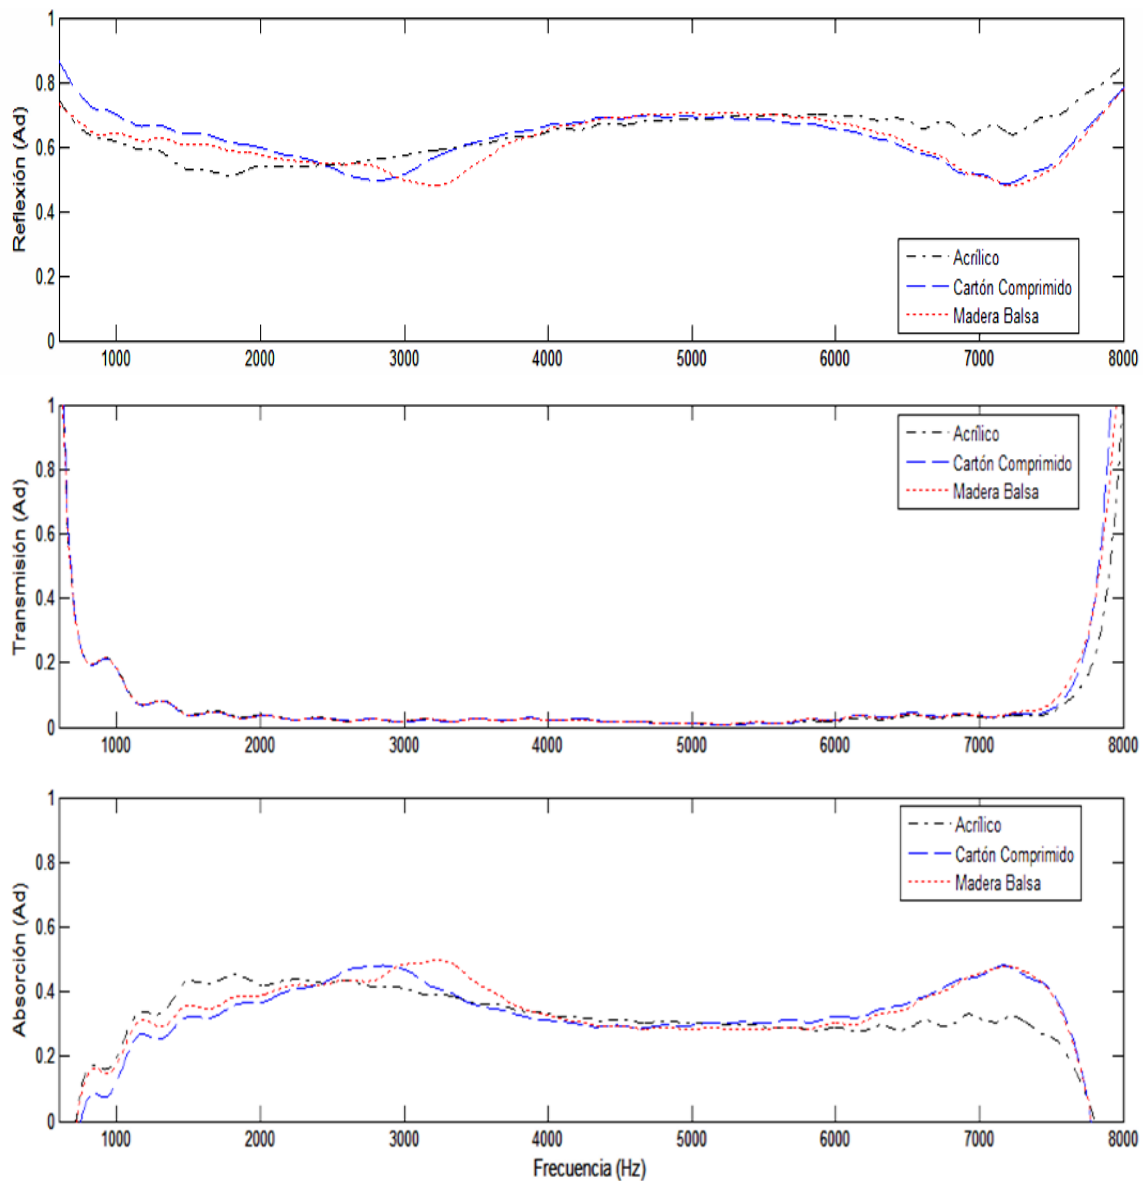 1
0.8
0.6
0.4
0.2
0
Reflexión (Ad)
Acrílico
Cartón Comprimido
Madera Balsa
1000 2000 3000 4000 5000 6000 7000 8000
1
0.8
0.6
0.4
0.2
0
Transmisión (Ad)
Acrílico
Cartón Comprimido
Madera Balsa
1000 2000 3000 4000 5000 6000 7000 8000
1
0.8
0.6
0.4
0.2
0
Absorción (Ad)
Acrílico
Cartón Comprimido
Madera Balsa
1000 2000 3000 4000 5000 6000 7000 8000
Frecuencia (Hz)